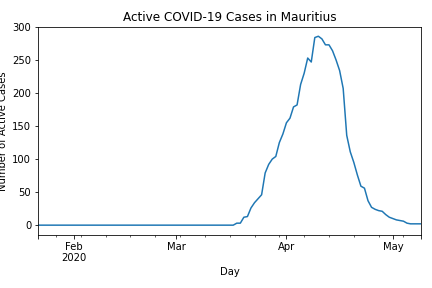 Active COVID-19 Cases in Mauritius
Number of Active Cases
300
250
200
150
100
50
0
Feb
2020
Mar
Apr
May
Day